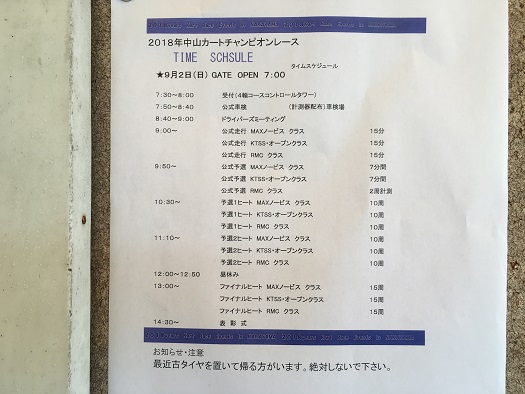 2018年中山カートチャンピオンレース
TIME SCHSULE
タイムスケジュール
★9月2日(日) GATE OPEN 7:00
7:30~8:00 受付(4輪コースコントロールタワー)
7:50~8:40 公式車検 (計測器配布)車検場
8:40~9:00 ドライバーズミーティング
9:00~ 公式走行 MAXノービス クラス 15分
公式走行 KTSS・オープンクラス 15分
公式走行 RMC クラス 15分
9:50~ 公式予選 MAXノービス クラス 7分間
公式予選 KTSS・オープンクラス 7分間
公式予選 RMC クラス 2周計測
10:30~ 予選1ヒート MAXノービス クラス 10周
予選1ヒート KTSS・オープンクラス 10周
予選1ヒート RMC クラス 10周
11:10~ 予選2ヒート MAXノービス クラス 10周
予選2ヒート KTSS・オープンクラス 10周
予選2ヒート RMC クラス 10周
12:00~12:50 昼休み
13:00~ ファイナルヒート MAXノービス クラス 15周
ファイナルヒート KTSS・オープンクラス 15周
ファイナルヒート RMC クラス 15周
14:30~ 表彰式
お知らせ・注意
最近古タイヤを置いて帰る方がいます。絶対しないで下さい。